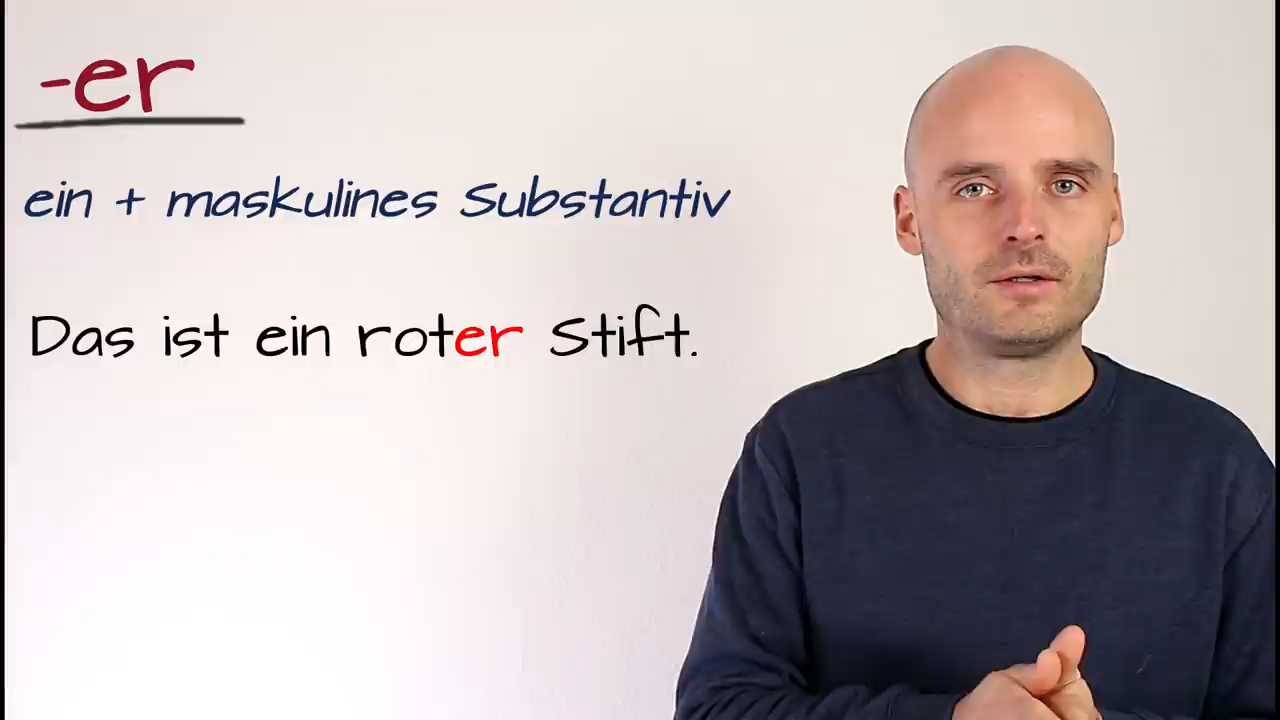 -er
ein + maskulines Substantiv
Das ist ein roter Stift.